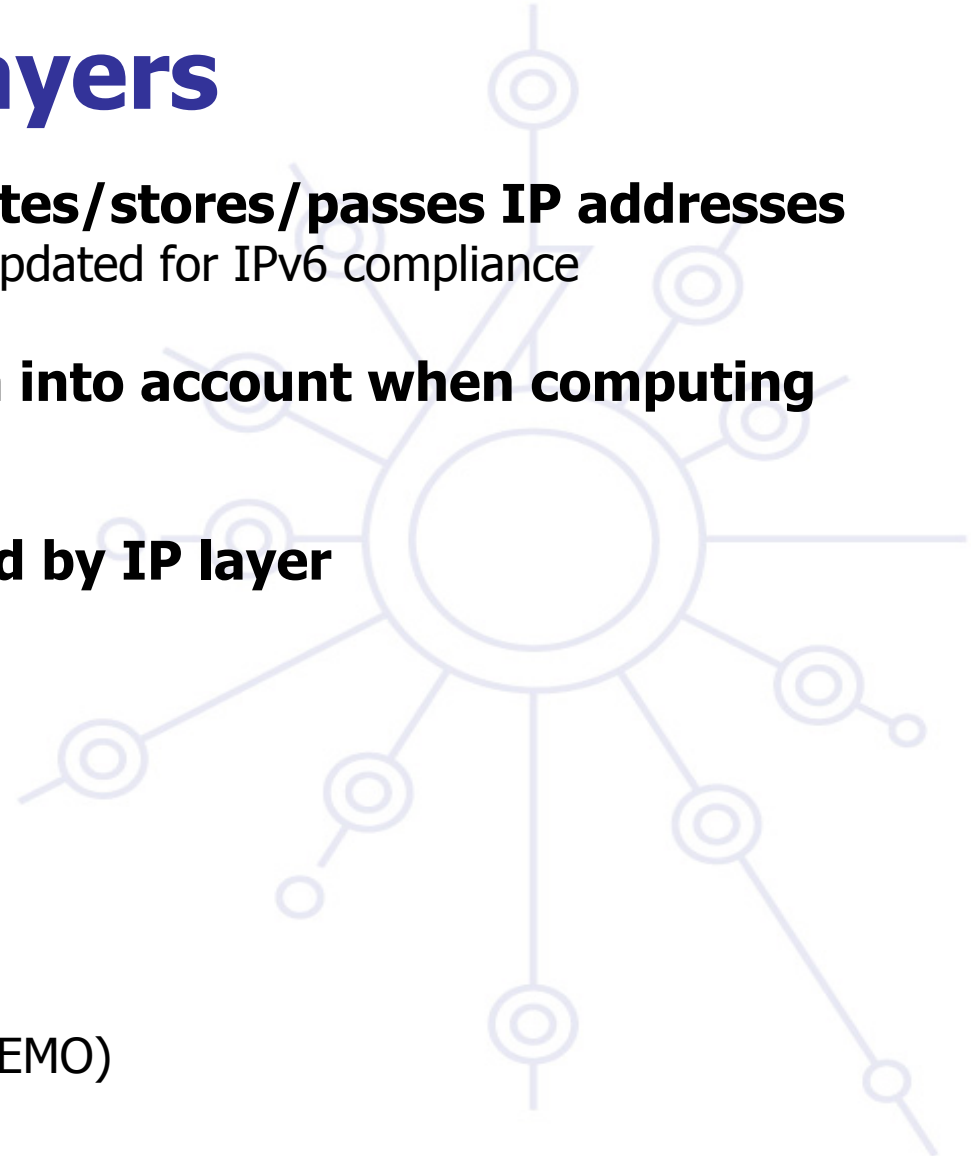 ayers
tes/stores/passes IP addresses
pdated for IPv6 compliance
into account when computing
d by IP layer
EMO)